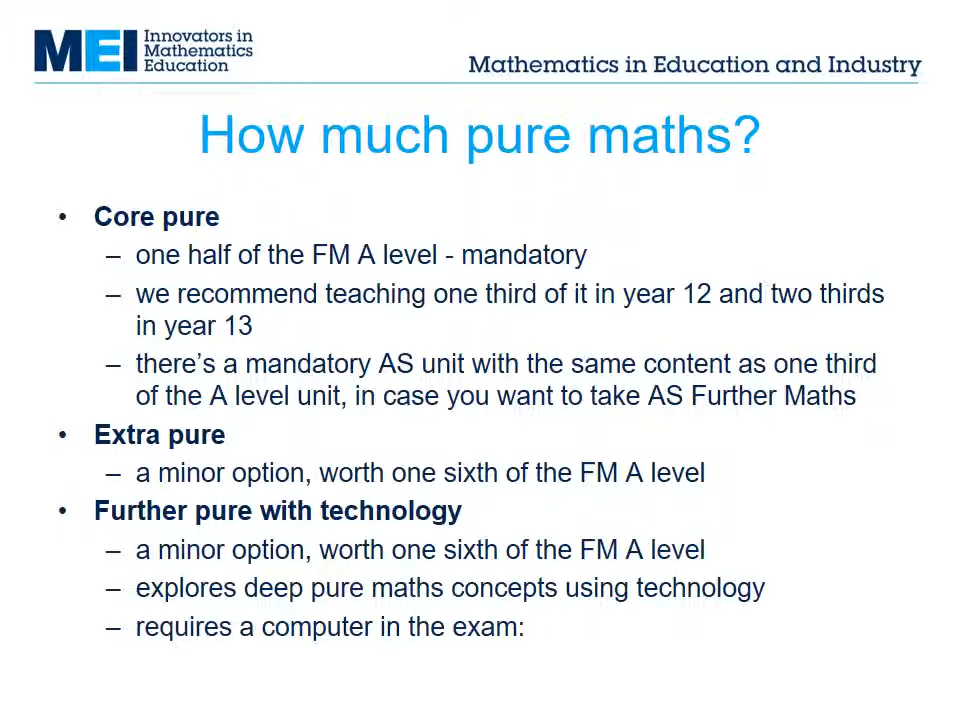 MEI Innovators in
Mathematics
Education
Mathematics in Education and Industry
How much pure maths?
• Core pure
– one half of the FM A level - mandatory
– we recommend teaching one third of it in year 12 and two thirds
in year 13
– there’s a mandatory AS unit with the same content as one third
of the A level unit, in case you want to take AS Further Maths
• Extra pure
– a minor option, worth one sixth of the FM A level
• Further pure with technology
– a minor option, worth one sixth of the FM A level
– explores deep pure maths concepts using technology
– requires a computer in the exam: